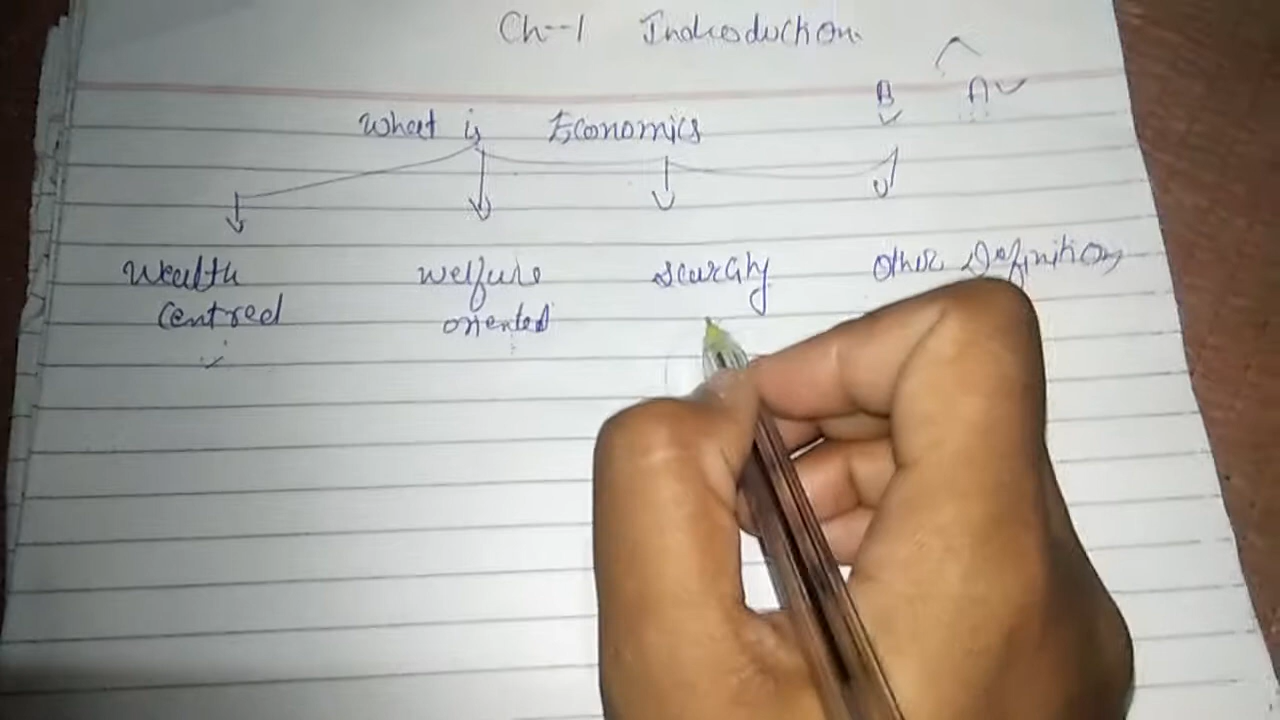 Ch--1 Introduction
B A
What is Economics
Wealth welfare scarcity other Definition
Centred oriented